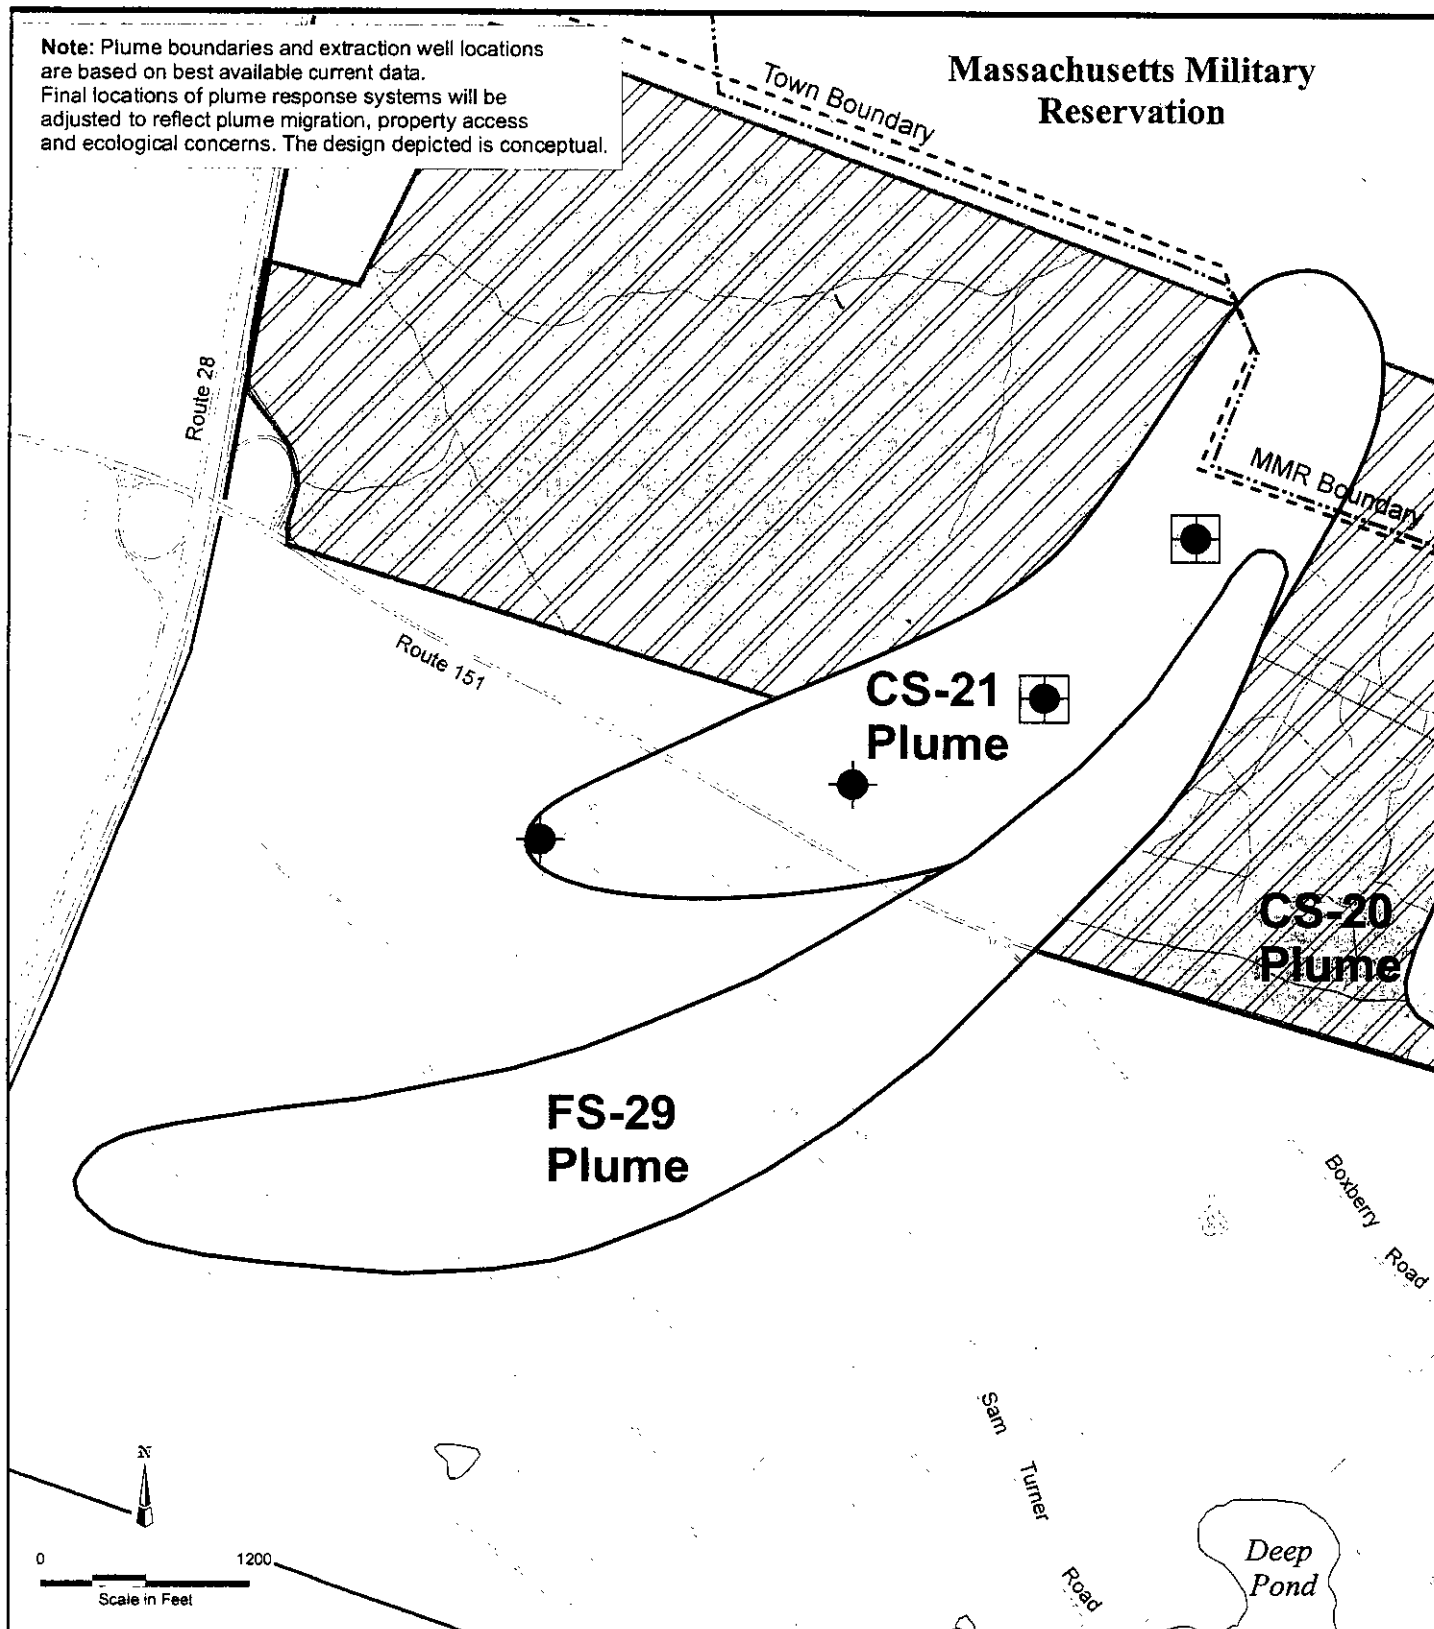 Note: Plume boundaries and extraction well locations
are based on best available current data.
Final locations of plume response systems will be
adjusted to reflect plume migration, property access
and ecological concerns. The design depicted is conceptual.
Massachusetts Military
Reservation
Town Boundary
Route 28
MMR Boundary
Route 151
CS-21
Plume
CS-20
Plume
FS-29
Plume
Boxberry
Road
Sam
Turner
Road
N
0 1200
Scale in Feet
Deep
Pond